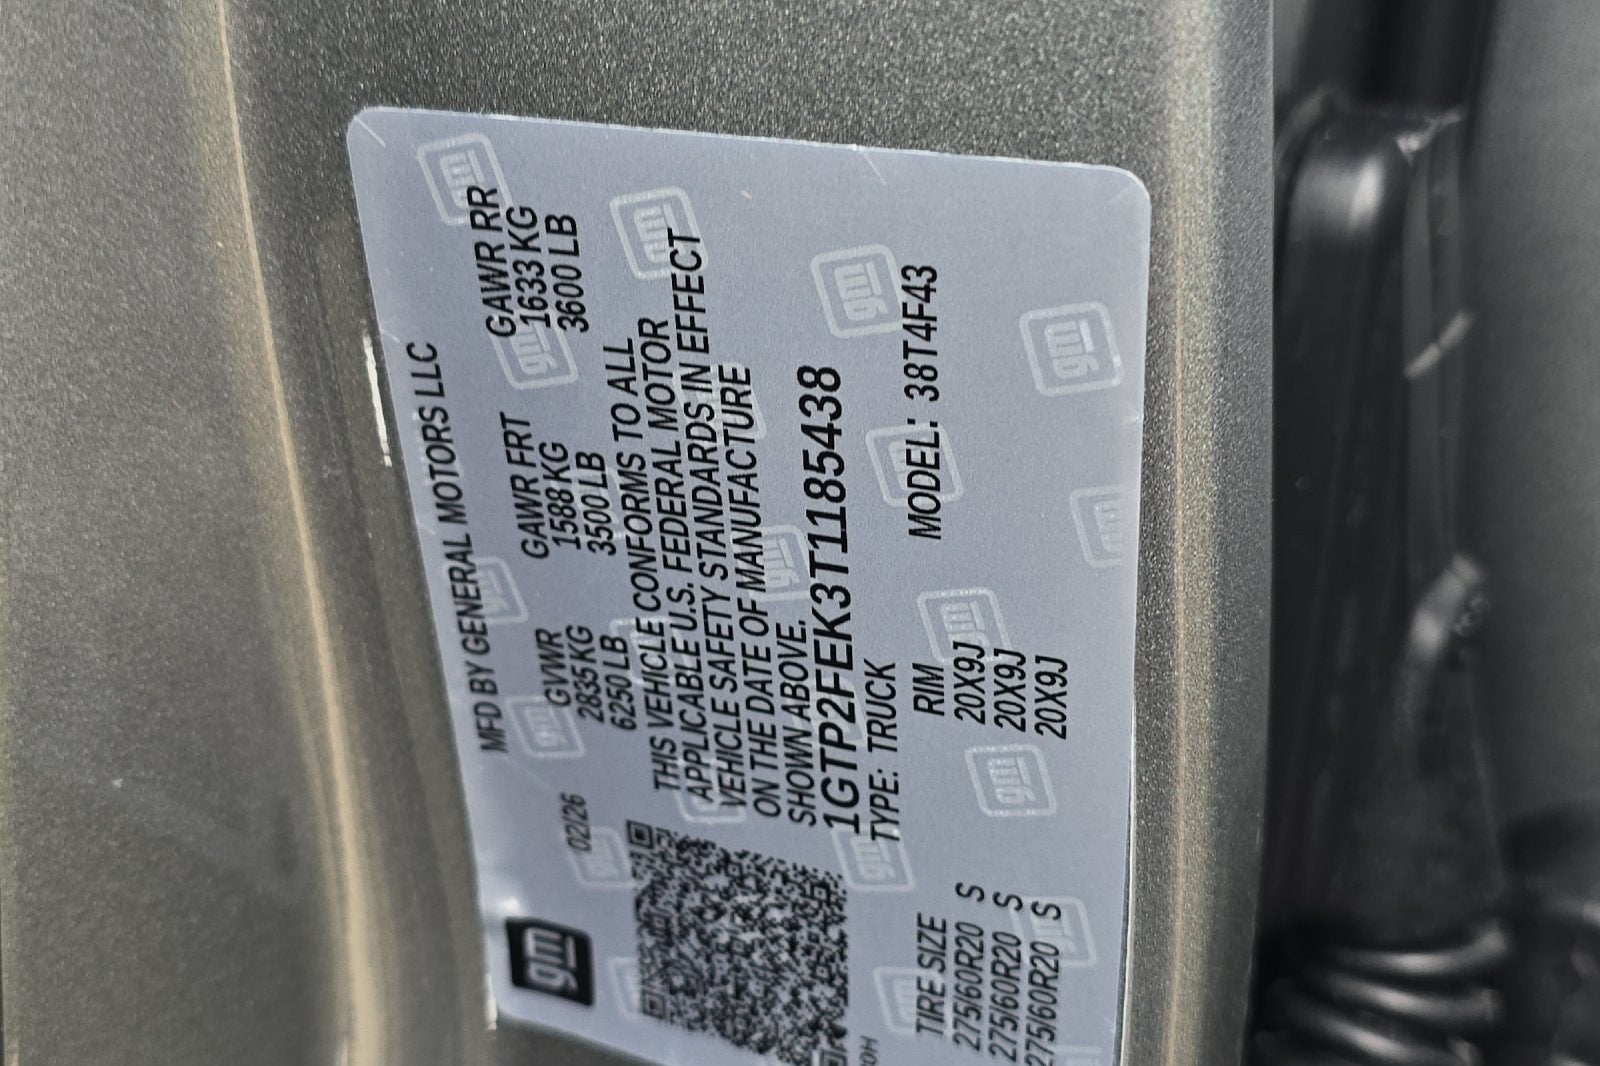 MFD BY GENERAL MOTORS LLC
gm 02/26
GVWR GAWR FRT GAWR RR
2835 KG 1588 KG 1633 KG
6250 LB 3500 LB 3600 LB
THIS VEHICLE CONFORMS TO ALL
APPLICABLE U.S. FEDERAL MOTOR
VEHICLE SAFETY STANDARDS IN EFFECT
ON THE DATE OF MANUFACTURE
SHOWN ABOVE.
1GTP2FEK3T1185438
TYPE: TRUCK MODEL: 38T4F43
TIRE SIZE RIM
275/60R20 S 20X9J
275/60R20 S 20X9J
275/60R20 S 20X9J